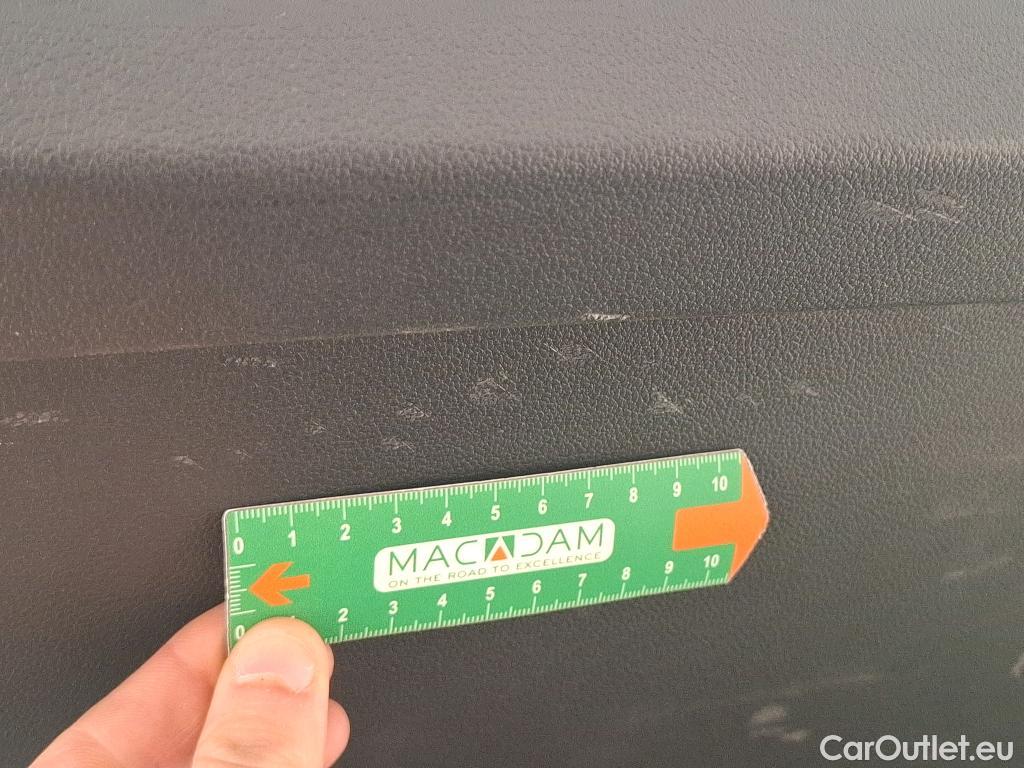 0 1 2 3 4 5 6 7 8 9 10
MACADAM
ON THE ROAD TO EXCELLENCE
0 2 3 4 5 6 7 8 9 10
CarOutlet.eu